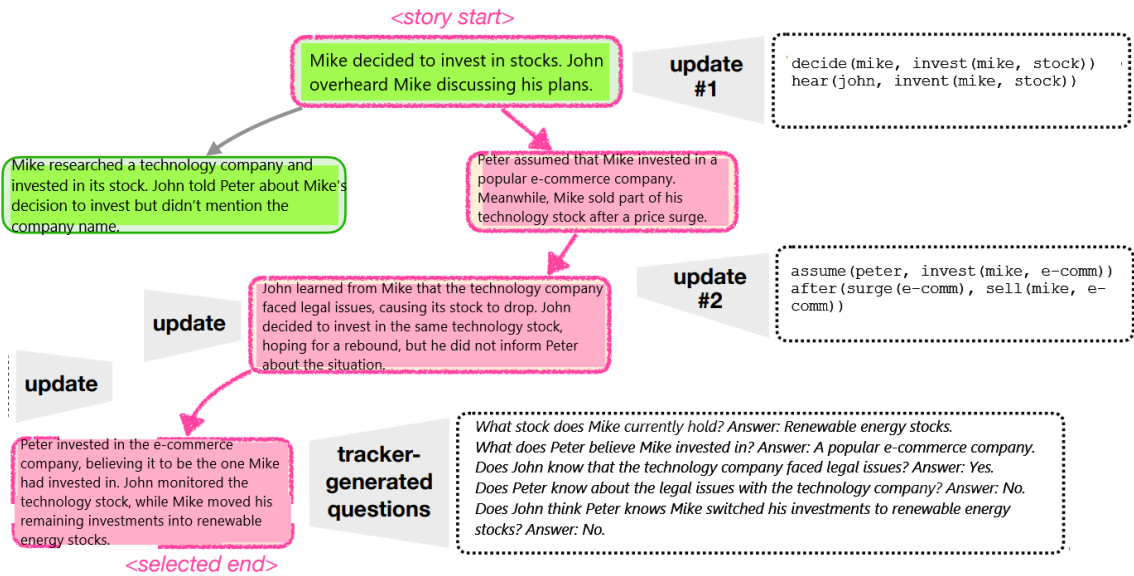 <story start>
Mike decided to invest in stocks. John
overheard Mike discussing his plans.
update
#1
decide(mike, invest(mike, stock))
hear(john, invent(mike, stock))
Mike researched a technology company and
invested in its stock. John told Peter about Mike's
decision to invest but didn't mention the
company name.
Peter assumed that Mike invested in a
popular e-commerce company.
Meanwhile, Mike sold part of his
technology stock after a price surge.
update
#2
assume(peter, invest(mike, e-comm))
after(surge(e-comm), sell(mike, e-
comm))
John learned from Mike that the technology company
faced legal issues, causing its stock to drop. John
decided to invest in the same technology stock,
hoping for a rebound, but he did not inform Peter
about the situation.
update
update
Peter invested in the e-commerce
company, believing it to be the one Mike
had invested in. John monitored the
technology stock, while Mike moved his
remaining investments into renewable
energy stocks.
<selected end>
tracker-
generated
questions
What stock does Mike currently hold? Answer: Renewable energy stocks.
What does Peter believe Mike invested in? Answer: A popular e-commerce company.
Does John know that the technology company faced legal issues? Answer: Yes.
Does Peter know about the legal issues with the technology company? Answer: No.
Does John think Peter knows Mike switched his investments to renewable energy
stocks? Answer: No.